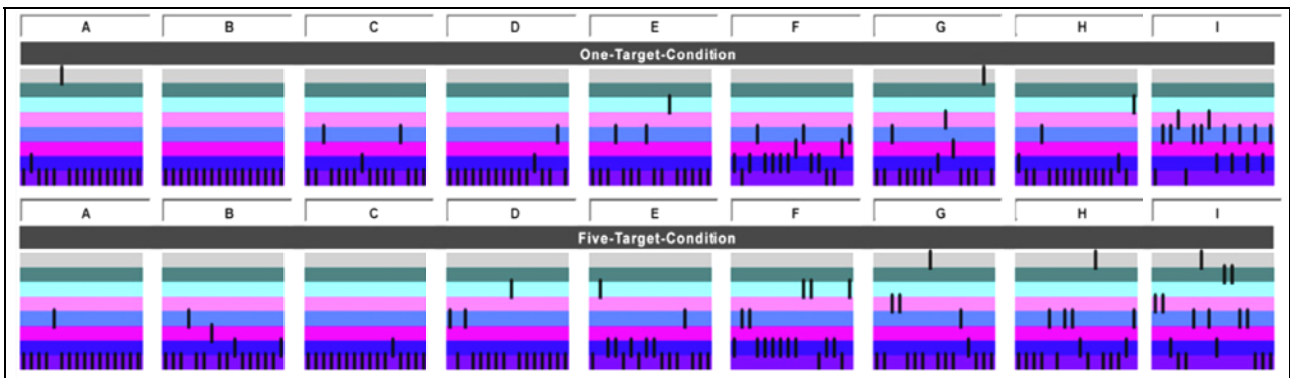 A B C D E F G H I
One-Target-Condition
A B C D E F G H I
Five-Target-Condition